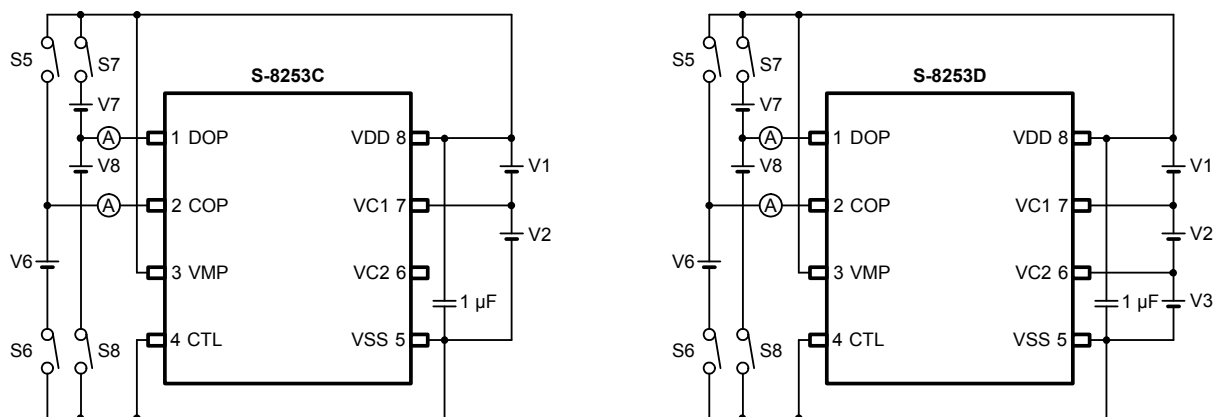 S-8253C
S5
S7
V7
A
1 DOP
VDD 8
V8
V1
A
2 COP
VC1 7
V6
V2
3 VMP
VC2 6
1 µF
S6
S8
4 CTL
VSS 5
S-8253D
S5
S7
V7
A
1 DOP
VDD 8
V8
V1
A
2 COP
VC1 7
V6
V2
3 VMP
VC2 6
1 µF
V3
S6
S8
4 CTL
VSS 5